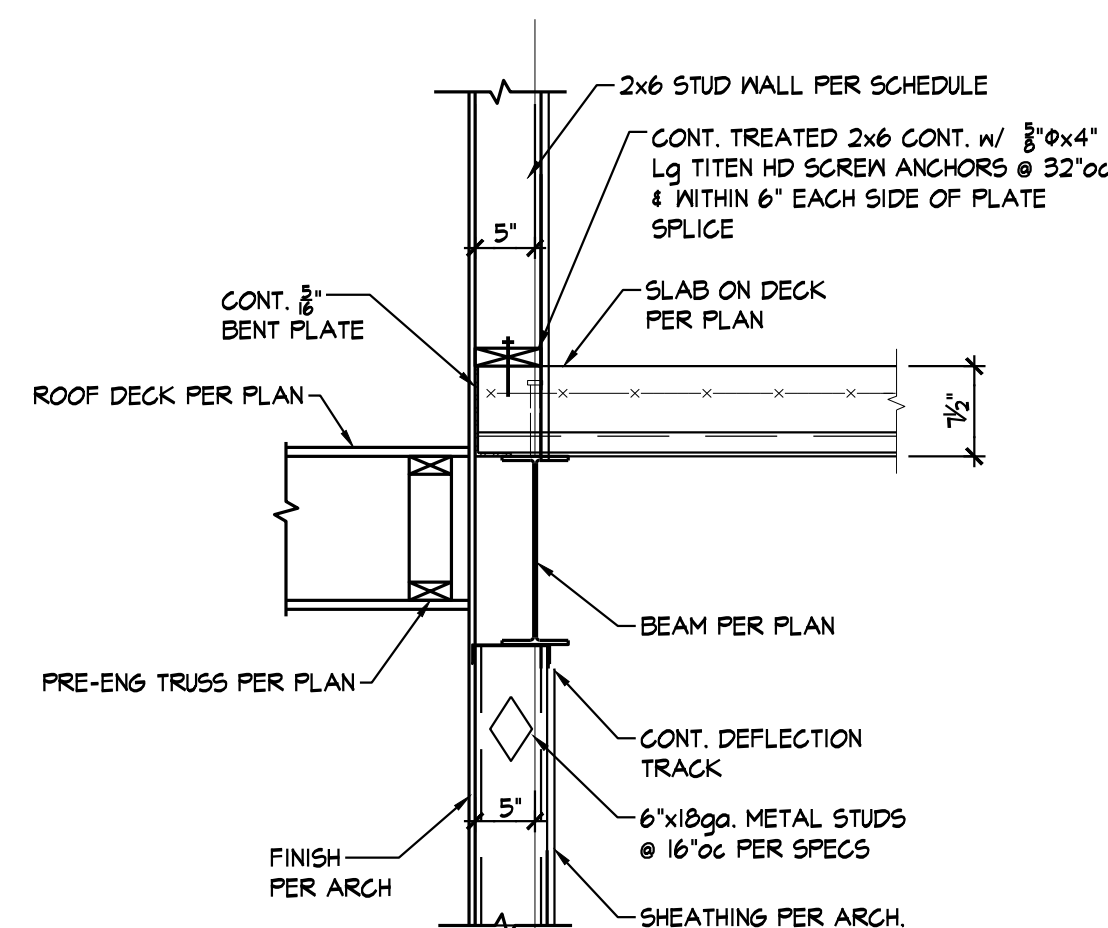 2x6 STUD WALL PER SCHEDULE
CONT. TREATED 2x6 CONT. w/ 5/8"Φx4"
Lg TITEN HD SCREW ANCHORS @ 32"oc
& WITHIN 6" EACH SIDE OF PLATE
SPLICE
5"
CONT. 5/16"
BENT PLATE
SLAB ON DECK
PER PLAN
ROOF DECK PER PLAN
7½"
BEAM PER PLAN
PRE-ENG TRUSS PER PLAN
CONT. DEFLECTION
TRACK
5"
6"x18ga. METAL STUDS
@ 16"oc PER SPECS
FINISH
PER ARCH
SHEATHING PER ARCH.